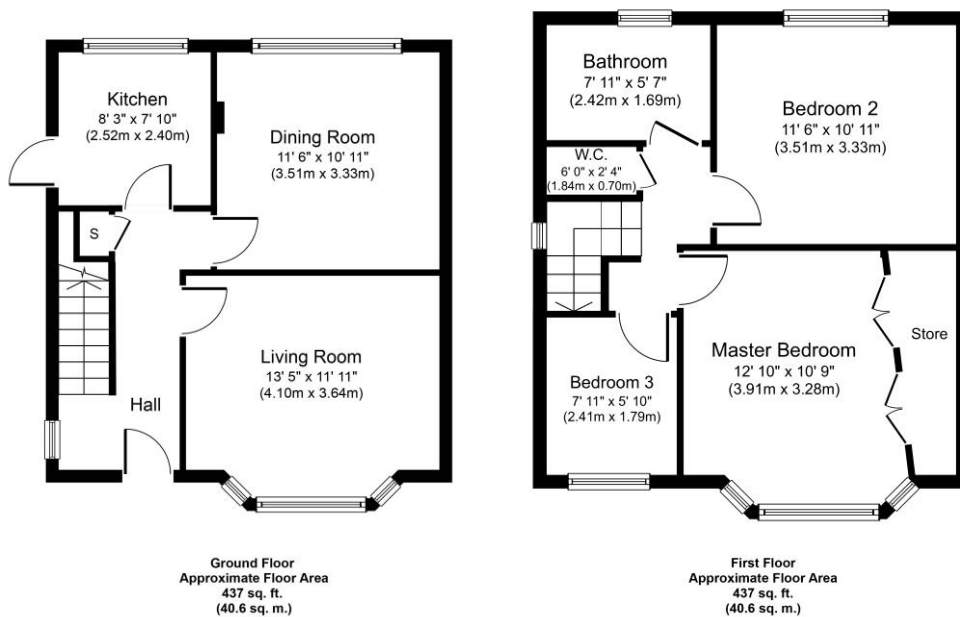 Kitchen
8' 3" x 7' 10"
(2.52m x 2.40m)
Dining Room
11' 6" x 10' 11"
(3.51m x 3.33m)
S
Living Room
13' 5" x 11' 11"
(4.10m x 3.64m)
Hall
Ground Floor
Approximate Floor Area
437 sq. ft.
(40.6 sq. m.)
Bathroom
7' 11" x 5' 7"
(2.42m x 1.69m)
Bedroom 2
11' 6" x 10' 11"
(3.51m x 3.33m)
W.C.
6' 0" x 2' 4"
(1.84m x 0.70m)
Master Bedroom
12' 10" x 10' 9"
(3.91m x 3.28m)
Store
Bedroom 3
7' 11" x 5' 10"
(2.41m x 1.79m)
First Floor
Approximate Floor Area
437 sq. ft.
(40.6 sq. m.)